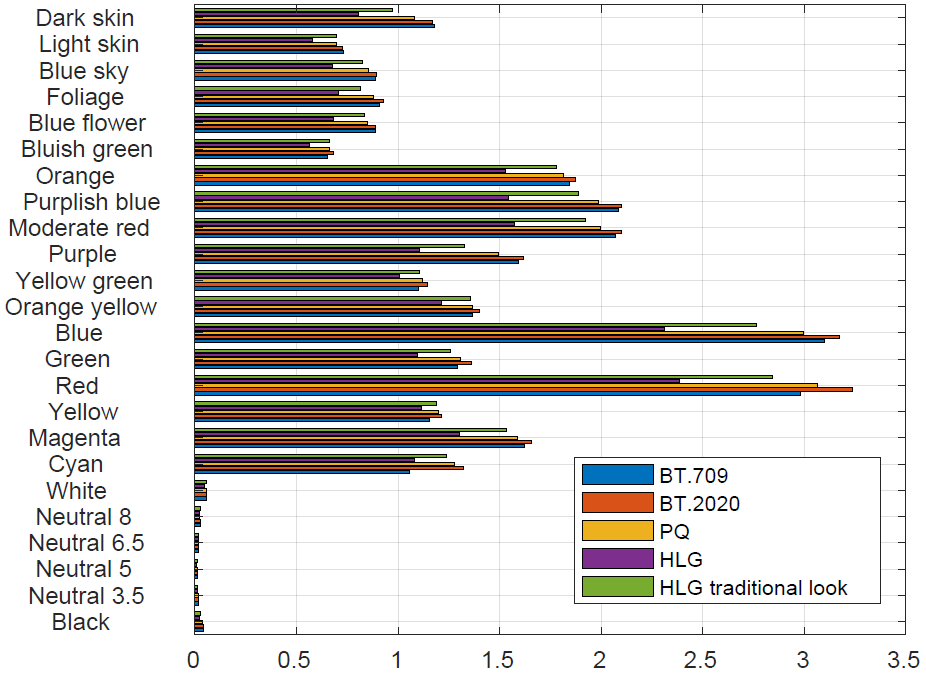 Dark skin
Light skin
Blue sky
Foliage
Blue flower
Bluish green
Orange
Purplish blue
Moderate red
Purple
Yellow green
Orange yellow
Blue
Green
Red
Yellow
Magenta
Cyan
White
Neutral 8
Neutral 6.5
Neutral 5
Neutral 3.5
Black
BT.709
BT.2020
PQ
HLG
HLG traditional look
0 0.5 1 1.5 2 2.5 3 3.5